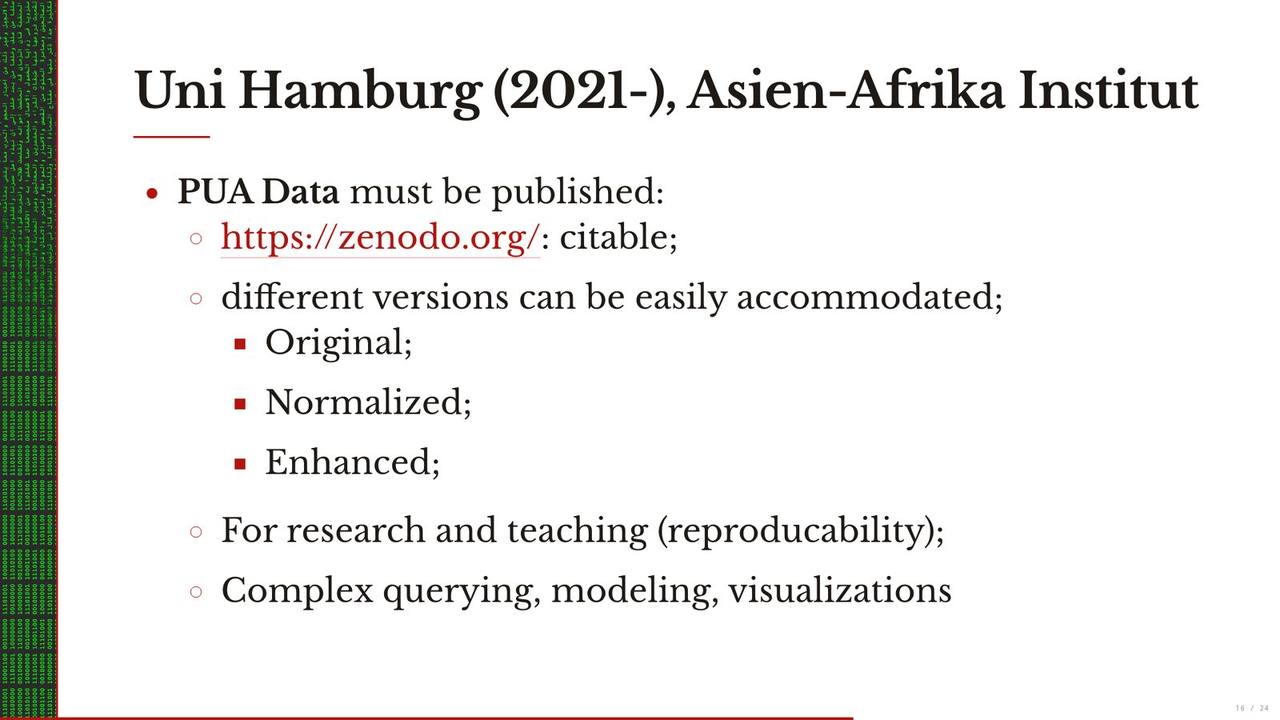 Uni Hamburg (2021-), Asien-Afrika Institut
PUA Data must be published:
https://zenodo.org/: citable;
different versions can be easily accommodated;
Original;
Normalized;
Enhanced;
For research and teaching (reproducability);
Complex querying, modeling, visualizations
16 / 24